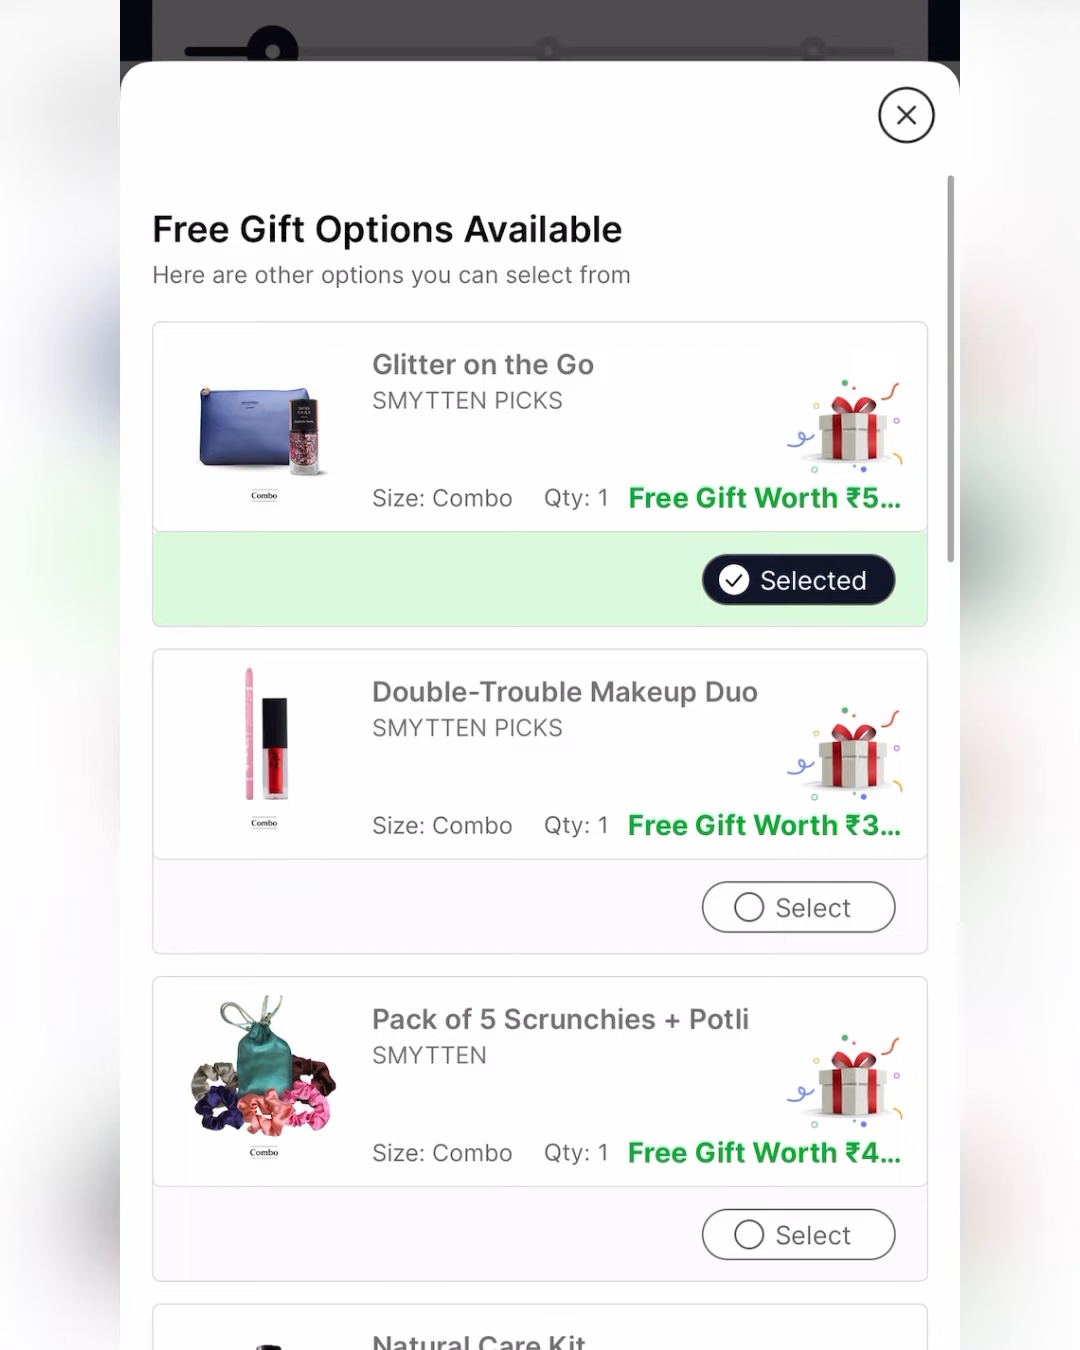 Free Gift Options Available
Here are other options you can select from
Glitter on the Go
SMYTTEN PICKS
Combo
Size: Combo Qty: 1 Free Gift Worth ₹5...
Selected
Double-Trouble Makeup Duo
SMYTTEN PICKS
Combo
Size: Combo Qty: 1 Free Gift Worth ₹3...
Select
Pack of 5 Scrunchies + Potli
SMYTTEN
Combo
Size: Combo Qty: 1 Free Gift Worth ₹4...
Select
Natural Care Kit